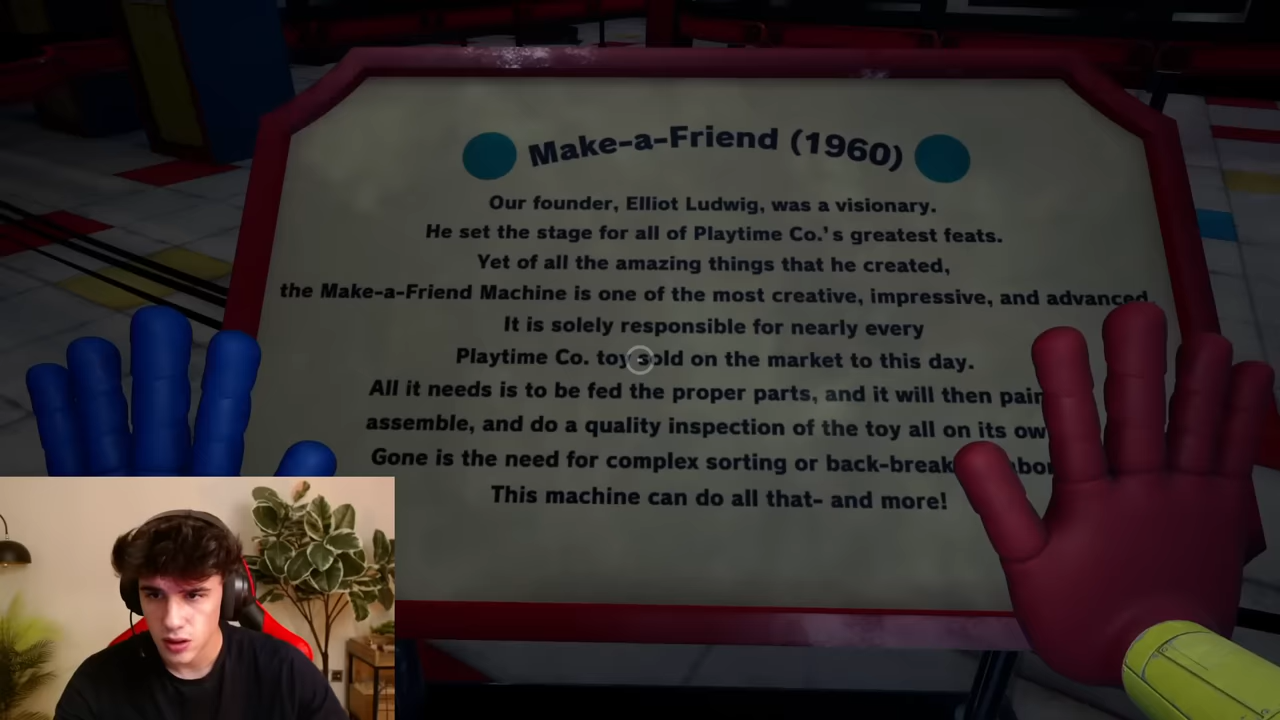 Make-a-Friend (1960)
Our founder, Elliot Ludwig, was a visionary.
He set the stage for all of Playtime Co.'s greatest feats.
Yet of all the amazing things that he created,
the Make-a-Friend Machine is one of the most creative, impressive, and advanced
It is solely responsible for nearly every
Playtime Co. toy sold on the market to this day.
All it needs is to be fed the proper parts, and it will then
assemble, and do a quality inspection of the toy all on its
Gone is the need for complex sorting or
This machine can do all that- and more!